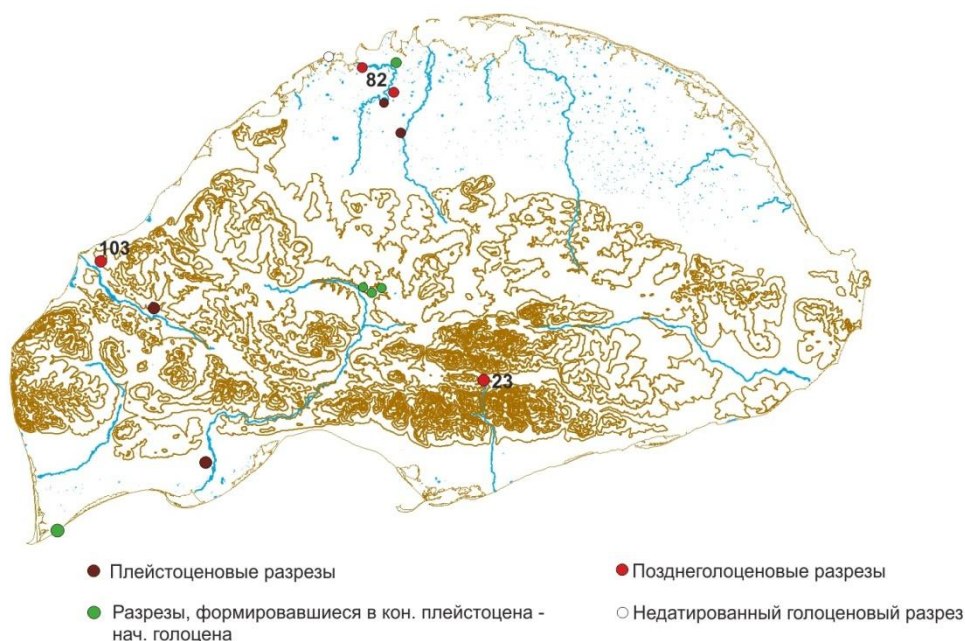 82
103
23
Плейстоценовые разрезы
Позднеголоценовые разрезы
Разрезы, формировавшиеся в кон. плейстоцена -
нач. голоцена
Недатированный голоценовый разрез